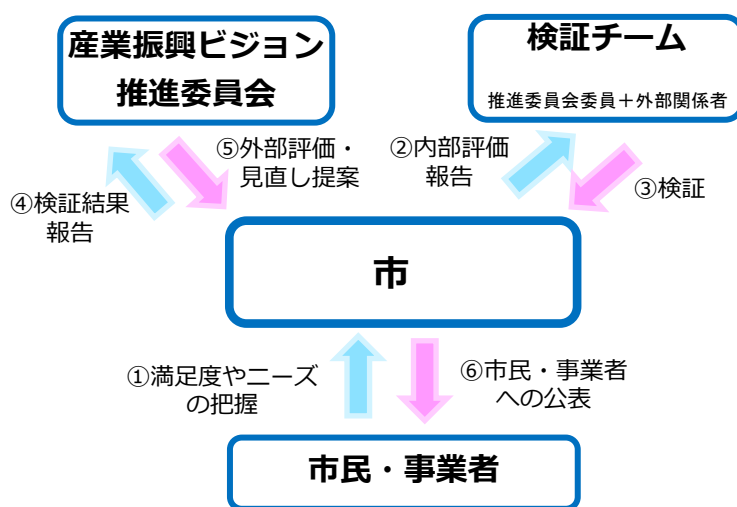 産業振興ビジョン
推進委員会
検証チーム
推進委員会委員＋外部関係者
④検証結果
報告
⑤外部評価・
見直し提案
②内部評価
報告
③検証
市
①満足度やニーズ
の把握
⑥市民・事業者
への公表
市民・事業者